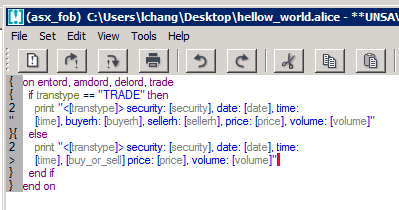 (asx_fob) C:\Users\lchang\Desktop\hellow_world.alice - **UNSAV
File Set Edit View Tools Help
{ on entord, amdord, delord, trade
{ if transtype == "TRADE" then
2 print "<[transtype]> security: [security], date: [date], time:
" [time], buyerh: [buyerh], sellerh: [sellerh], price: [price], volume: [volume]"
}{ else
2 print "<[transtype]> security: [security], date: [date], time:
> [time], [buy_or_sell] price: [price], volume: [volume]"
} end if
} end on